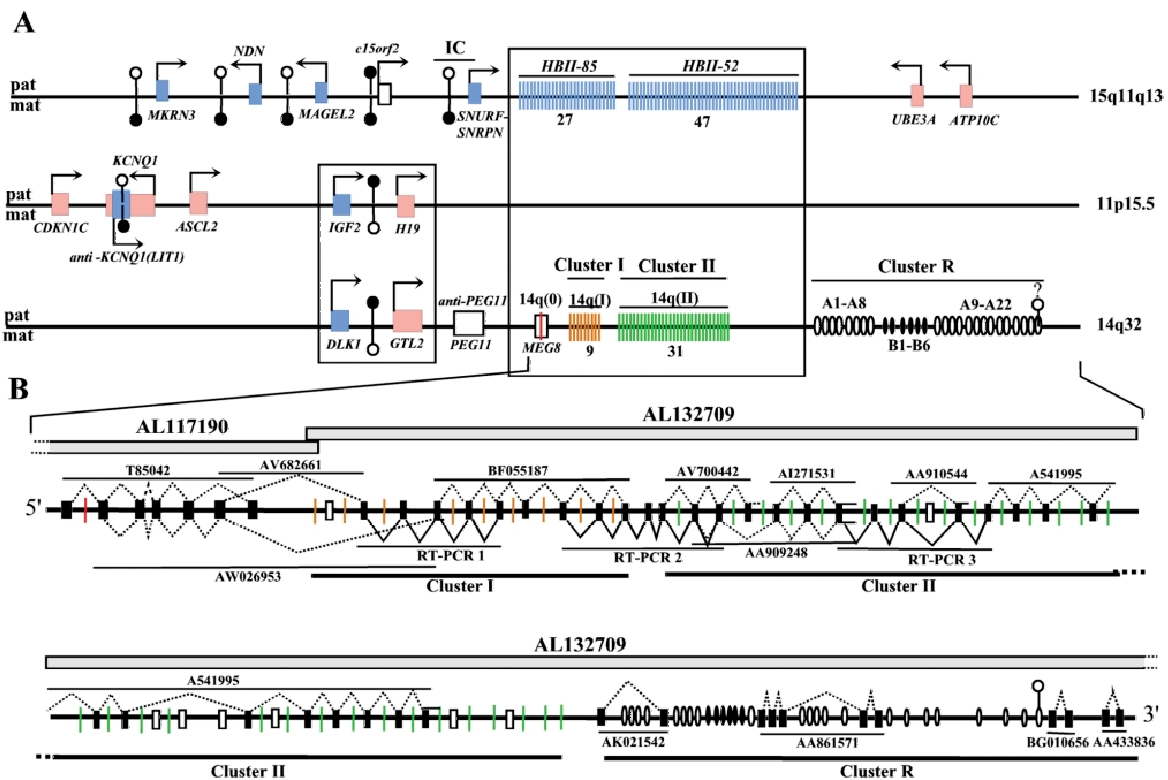 A
pat
mat
MKRN3
NDN
MAGEL2
c15orf2
IC
SNURF-
SNRPN
HBII-85
HBII-52
27
47
UBE3A
ATP10C
15q11q13
pat
mat
CDKN1C
KCNQ1
anti -KCNQ1(LIT1)
ASCL2
IGF2
H19
11p15.5
Cluster I
Cluster II
Cluster R
pat
mat
DLK1
GTL2
anti-PEG11
PEG11
14q(0)
MEG8
14q(I)
9
14q(II)
31
A1-A8
B1-B6
A9-A22
?
14q32
B
AL117190
AL132709
T85042
AV682661
BF055187
AV700442
AI271531
AA910544
A541995
5'
RT-PCR 1
RT-PCR 2
AA909248
RT-PCR 3
AW026953
Cluster I
Cluster II
AL132709
A541995
3'
AK021542
AA861571
BG010656
AA433836
Cluster II
Cluster R